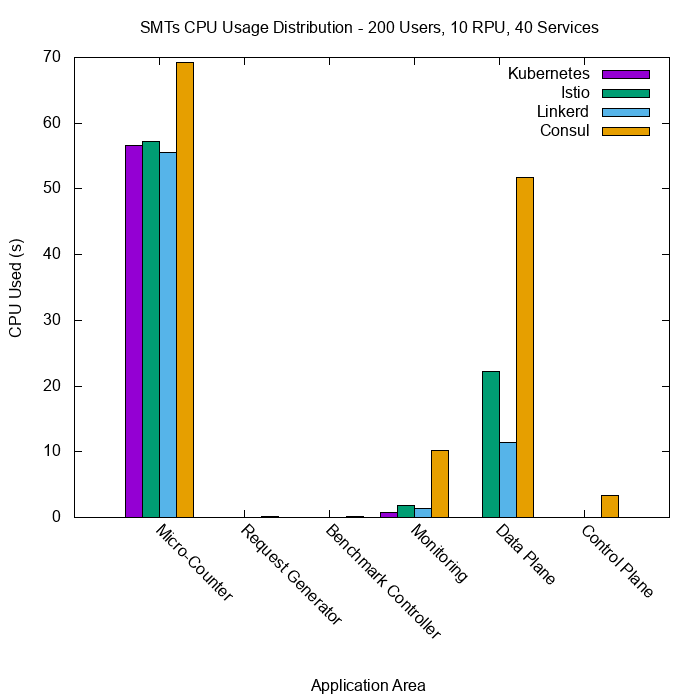 SMTs CPU Usage Distribution - 200 Users, 10 RPU, 40 Services
Kubernetes
Istio
Linkerd
Consul
CPU Used (s)
70
60
50
40
30
20
10
0
Micro-Counter
Request Generator
Benchmark Controller
Monitoring
Data Plane
Control Plane
Application Area